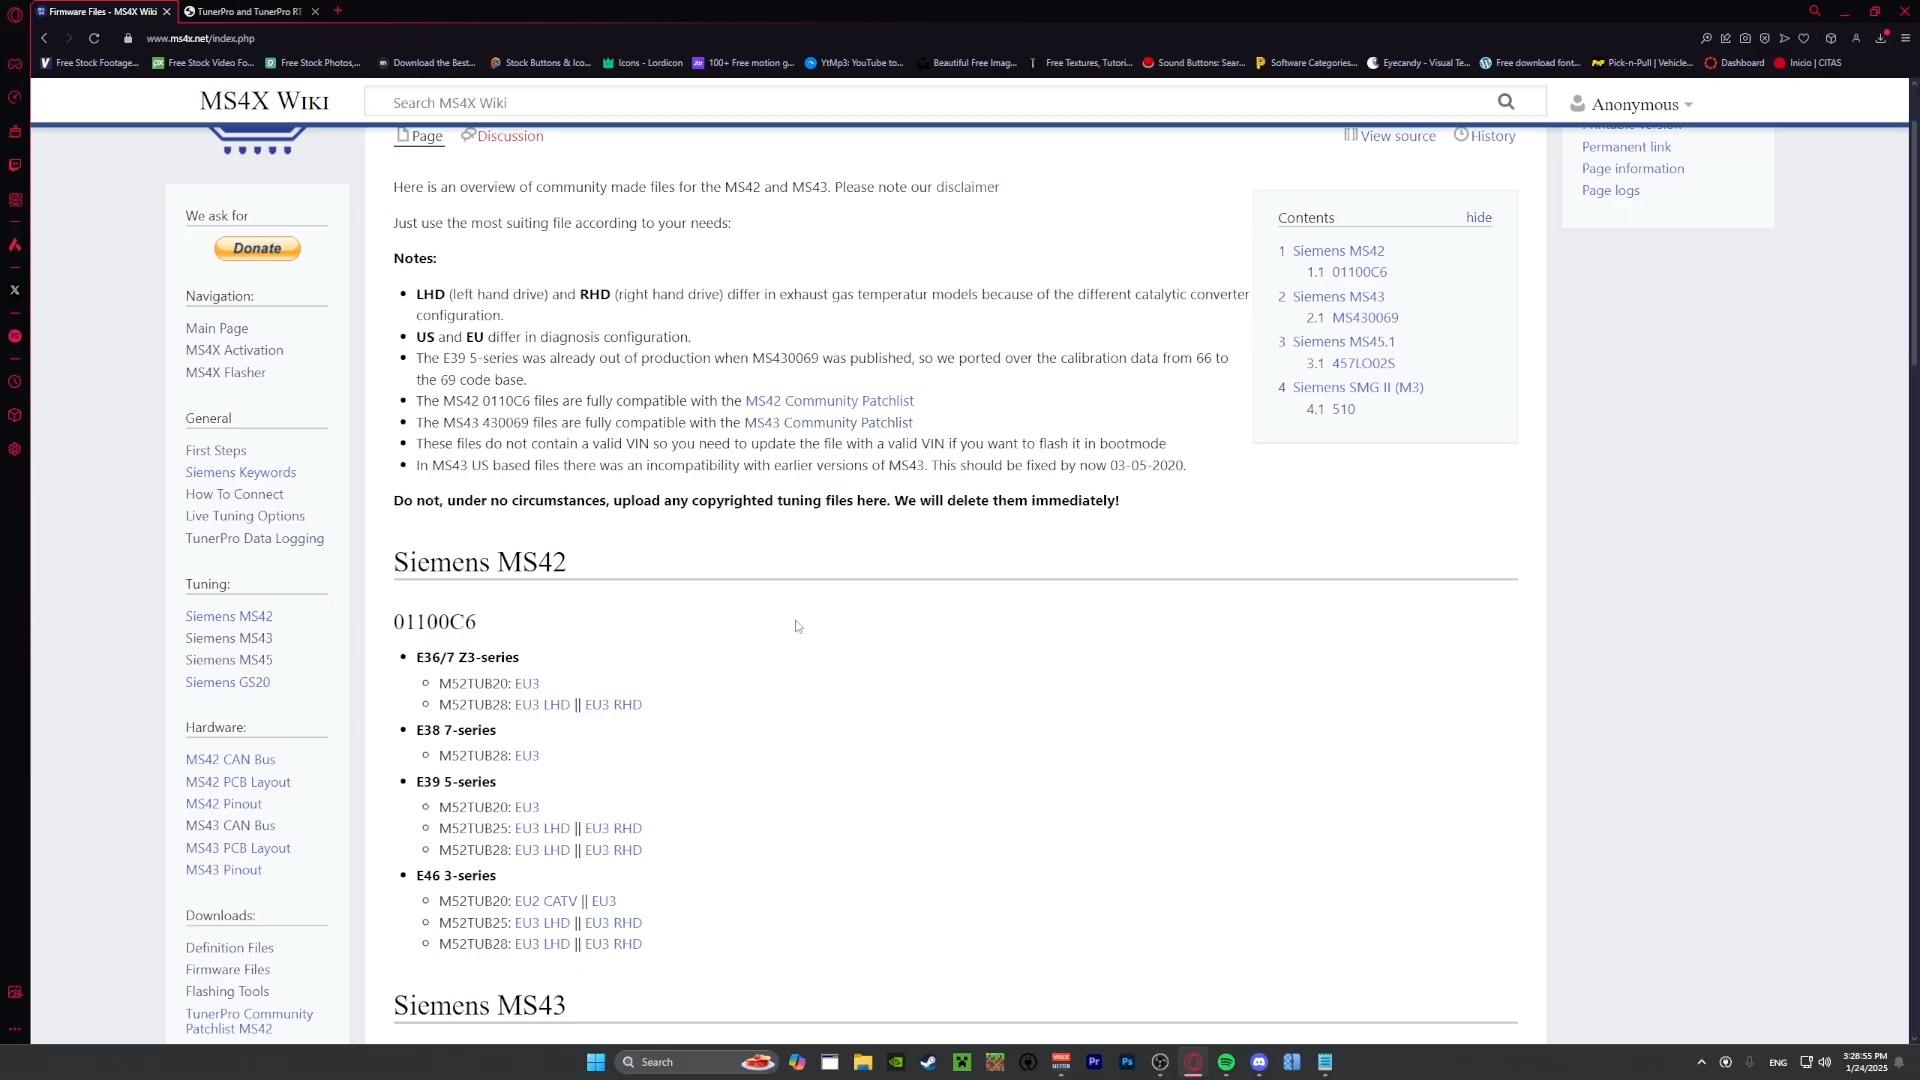 Firmware Files - MS4X Wiki
TunerPro and TunerPro RT
www.ms4x.net/index.php
Free Stock Footage...
Free Stock Video Fo...
Free Stock Photos,...
Download the Best...
Stock Buttons & Ico...
Icons - Lordicon
100+ Free motion g...
YtMp3: YouTube to...
Beautiful Free Imag...
Free Textures, Tutori...
Sound Buttons: Sear...
Software Categories...
Eyecandy - Visual Te...
Free download font...
Pick-n-Pull | Vehicle...
Dashboard
Inicio | CITAS
MS4X Wiki
Search MS4X Wiki
Anonymous
Page
Discussion
View source
History
Printable version
Permanent link
Page information
Page logs
We ask for
Donate
Navigation:
Main Page
MS4X Activation
MS4X Flasher
General
First Steps
Siemens Keywords
How To Connect
Live Tuning Options
TunerPro Data Logging
Tuning:
Siemens MS42
Siemens MS43
Siemens MS45
Siemens GS20
Hardware:
MS42 CAN Bus
MS42 PCB Layout
MS42 Pinout
MS43 CAN Bus
MS43 PCB Layout
MS43 Pinout
Downloads:
Definition Files
Firmware Files
Flashing Tools
TunerPro Community
Patchlist MS42
Here is an overview of community made files for the MS42 and MS43. Please note our disclaimer
Just use the most suiting file according to your needs:
Notes:
• LHD (left hand drive) and RHD (right hand drive) differ in exhaust gas temperatur models because of the different catalytic converter
configuration.
• US and EU differ in diagnosis configuration.
• The E39 5-series was already out of production when MS430069 was published, so we ported over the calibration data from 66 to
the 69 code base.
• The MS42 0110C6 files are fully compatible with the MS42 Community Patchlist
• The MS43 430069 files are fully compatible with the MS43 Community Patchlist
• These files do not contain a valid VIN so you need to update the file with a valid VIN if you want to flash it in bootmode
• In MS43 US based files there was an incompatibility with earlier versions of MS43. This should be fixed by now 03-05-2020.
Do not, under no circumstances, upload any copyrighted tuning files here. We will delete them immediately!
Contents hide
1 Siemens MS42
1.1 01100C6
2 Siemens MS43
2.1 MS430069
3 Siemens MS45.1
3.1 457LO02S
4 Siemens SMG II (M3)
4.1 510
Siemens MS42
01100C6
• E36/7 Z3-series
M52TUB20: EU3
M52TUB28: EU3 LHD || EU3 RHD
• E38 7-series
M52TUB28: EU3
• E39 5-series
M52TUB20: EU3
M52TUB25: EU3 LHD || EU3 RHD
M52TUB28: EU3 LHD || EU3 RHD
• E46 3-series
M52TUB20: EU2 CATV || EU3
M52TUB25: EU3 LHD || EU3 RHD
M52TUB28: EU3 LHD || EU3 RHD
Siemens MS43
Search
ENG
3:28:55 PM
1/24/2025